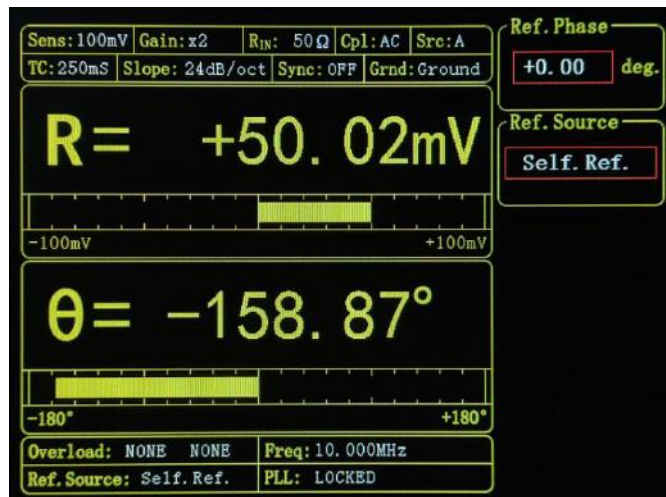 Sens:100mV Gain:x2 RIN: 50Ω Cpl:AC Src:A
TC:250mS Slope: 24dB/oct Sync:OFF Grnd:Ground
R= +50.02mV
-100mV +100mV
θ= -158.87°
-180° +180°
Overload: NONE NONE Freq:10.000MHz
Ref.Source: Self.Ref. PLL: LOCKED
Ref.Phase
+0.00 deg.
Ref.Source
Self.Ref.